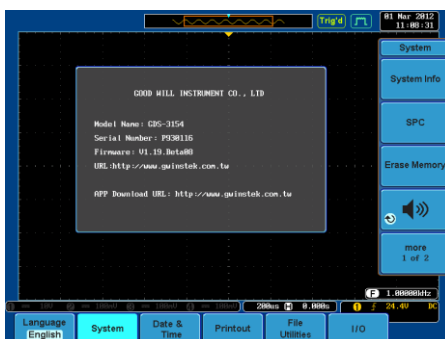 Trig'd
01 Mar 2012
11:08:31
System
System Info
SPC
Erase Memory
more
1 of 2
GOOD WILL INSTRUMENT CO., LTD
Model Name: GDS-3154
Serial Number: P930116
Firmware: V1.19.Beta00
URL:http://www.gwinstek.com.tw
APP Download URL: http://www.gwinstek.com.tw
F 1.00000kHz
200us H 0.000s
1 24.4V DC
Language
English
System
Date &
Time
Printout
File
Utilities
I/O